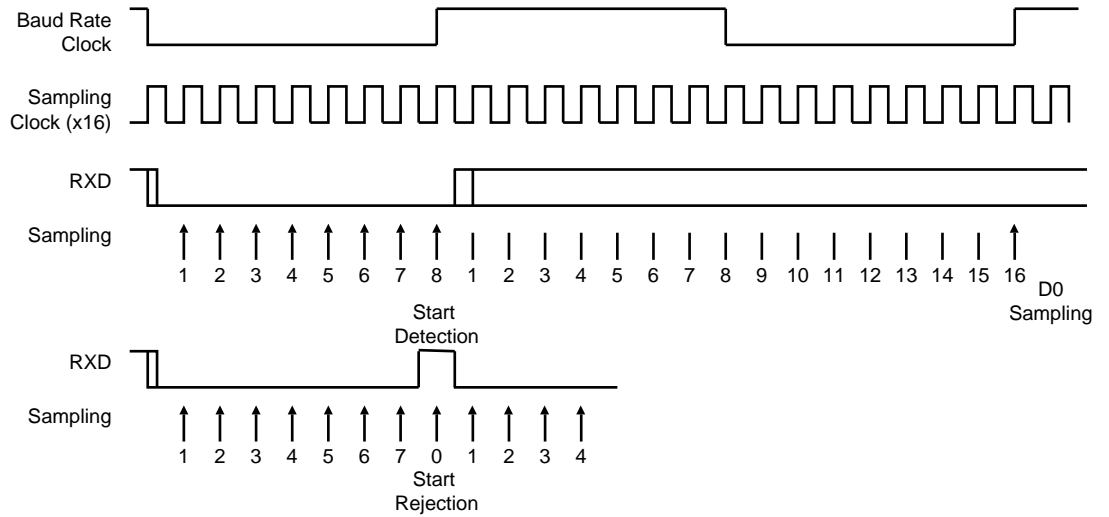 Baud Rate
Clock
Sampling
Clock (x16)
RXD
Sampling
1 2 3 4 5 6 7 8 1 2 3 4 5 6 7 8 9 10 11 12 13 14 15 16
D0
Sampling
Start
Detection
RXD
Sampling
1 2 3 4 5 6 7 0 1 2 3 4
Start
Rejection